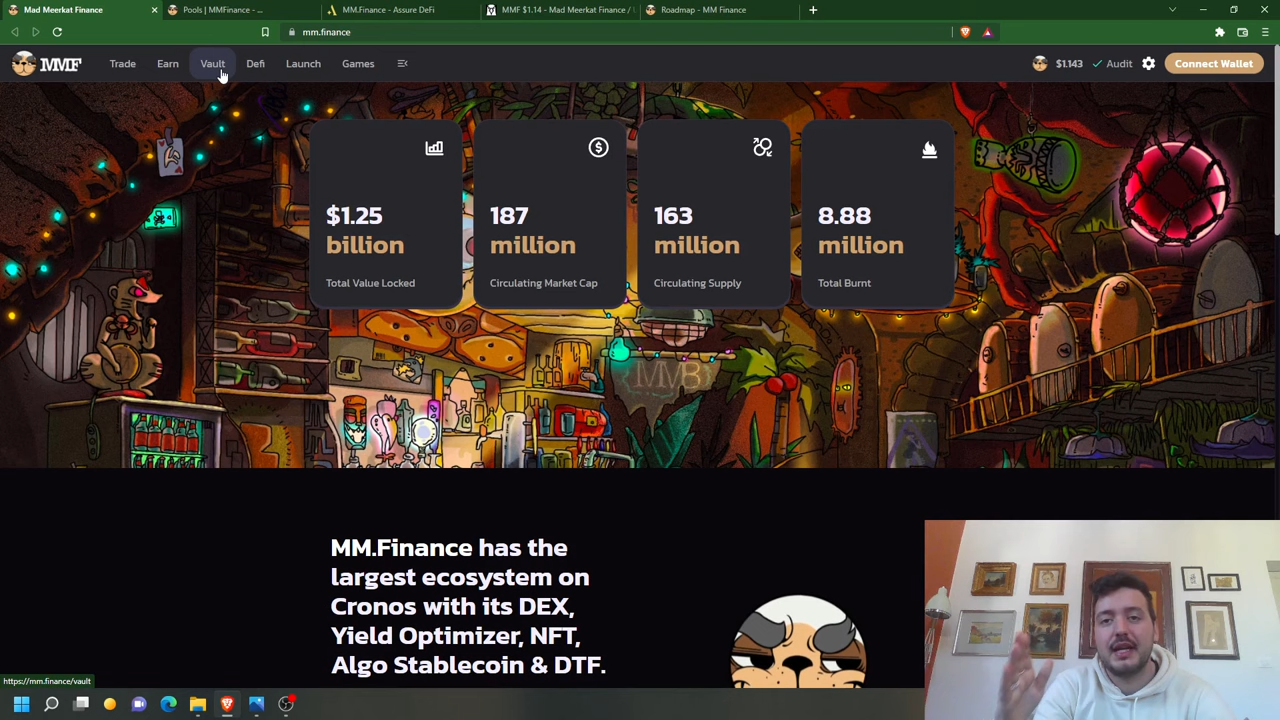 Mad Meerkat Finance
Pools | MMFinance - ...
MM.Finance - Assure DeFi
MMF $1.14 - Mad Meerkat Finance /
Roadmap - MM Finance
mm.finance
MMF
Trade
Earn
Vault
Defi
Launch
Games
$1.143
Audit
Connect Wallet
$1.25
billion
Total Value Locked
187
million
Circulating Market Cap
163
million
Circulating Supply
8.88
million
Total Burnt
MMB
MM.Finance has the
largest ecosystem on
Cronos with its DEX,
Yield Optimizer, NFT,
Algo Stablecoin & DTF.
https://mm.finance/vault